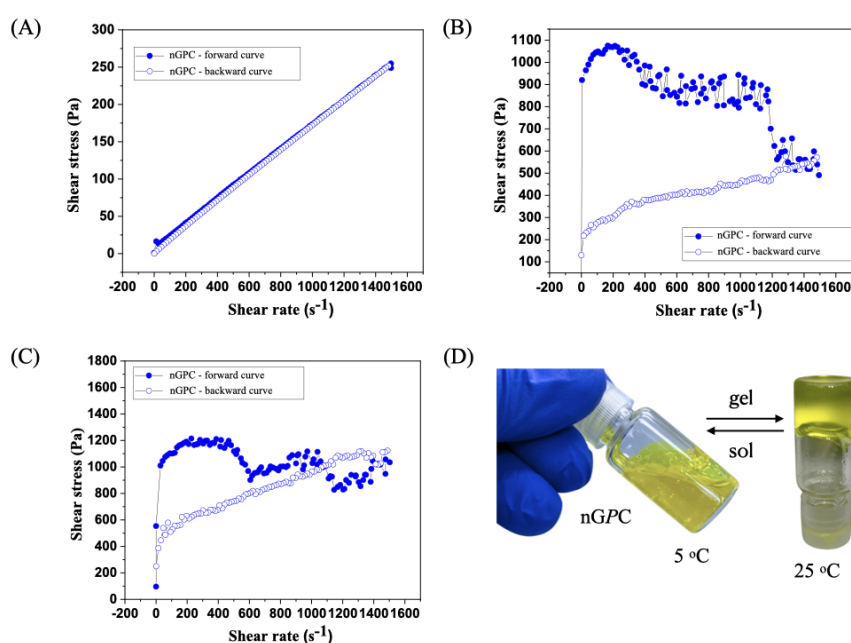 (A)
300
250
200
150
100
50
0
nGPC - forward curve
nGPC - backward curve
Shear stress (Pa)
-200 0 200 400 600 800 1000 1200 1400 1600
Shear rate (s-1)
(B)
1100
1000
900
800
700
600
500
400
300
200
100
nGPC - forward curve
nGPC - backward curve
Shear stress (Pa)
-200 0 200 400 600 800 1000 1200 1400 1600
Shear rate (s-1)
(C)
1800
1600
1400
1200
1000
800
600
400
200
0
nGPC - forward curve
nGPC - backward curve
Shear stress (Pa)
-200 0 200 400 600 800 1000 1200 1400 1600
Shear rate (s-1)
(D)
gel
sol
nGPC
5 oC
25 oC